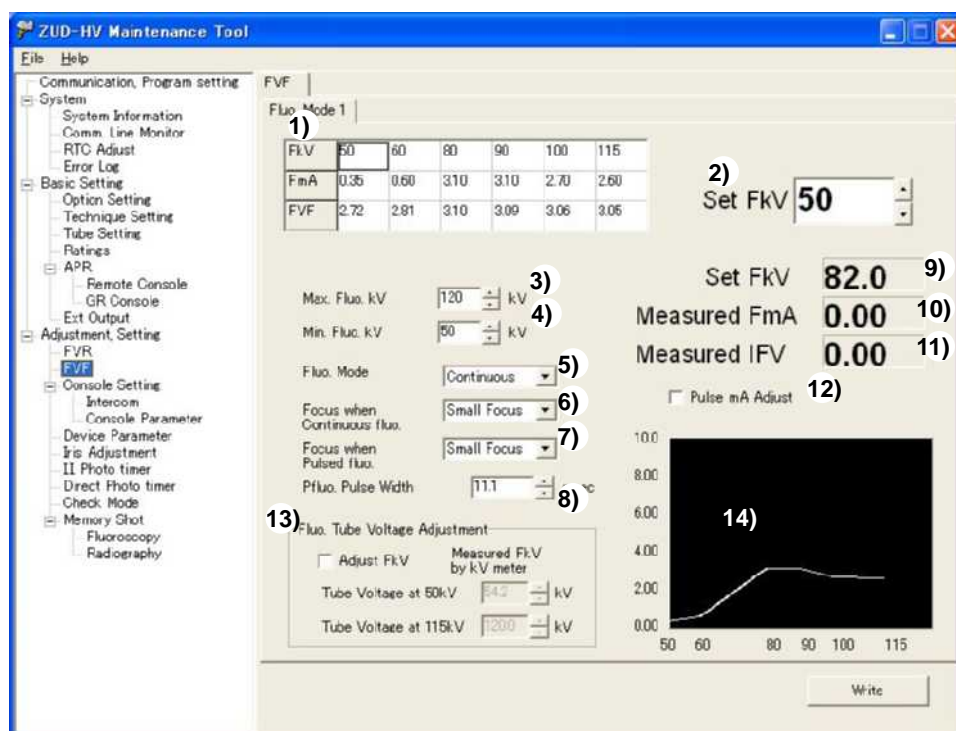 ZUD-HV Maintenance Tool
File Help
Communication, Program setting
System
System Information
Comm. Line Monitor
RTC Adjust
Error Log
Basic Setting
Option Setting
Technique Setting
Tube Setting
Ratings
APR
Remote Console
GR Console
Ext Output
Adjustment, Setting
FVR
FVF
Console Setting
Intercom
Console Parameter
Device Parameter
Iris Adjustment
II Photo timer
Direct Photo timer
Check Mode
Memory Shot
Fluoroscopy
Radiography
FVF
Fluo. Mode 1
1)
FkV 50 60 80 90 100 115
FmA 0.35 0.60 3.10 3.10 2.70 2.60
FVF 2.72 2.81 3.10 3.09 3.06 3.05
2)
Set FkV 50
Max. Fluo. kV 120 kV 3)
Min. Fluo. kV 50 kV 4)
Fluo. Mode Continuous 5)
Focus when
Continuous fluo. Small Focus 6)
Focus when
Pulsed fluo. Small Focus 7)
Pfluo. Pulse Width 11.1 8)
Set FkV 82.0 9)
Measured FmA 0.00 10)
Measured IFV 0.00 11)
Pulse mA Adjust 12)
13)
Fluo. Tube Voltage Adjustment
Adjust FkV
Measured FkV
by kV meter
Tube Voltage at 50kV 54.2 kV
Tube Voltage at 115kV 120.0 kV
10.0
8.00
6.00
4.00
2.00
0.00
14)
50 60 80 90 100 115
Write